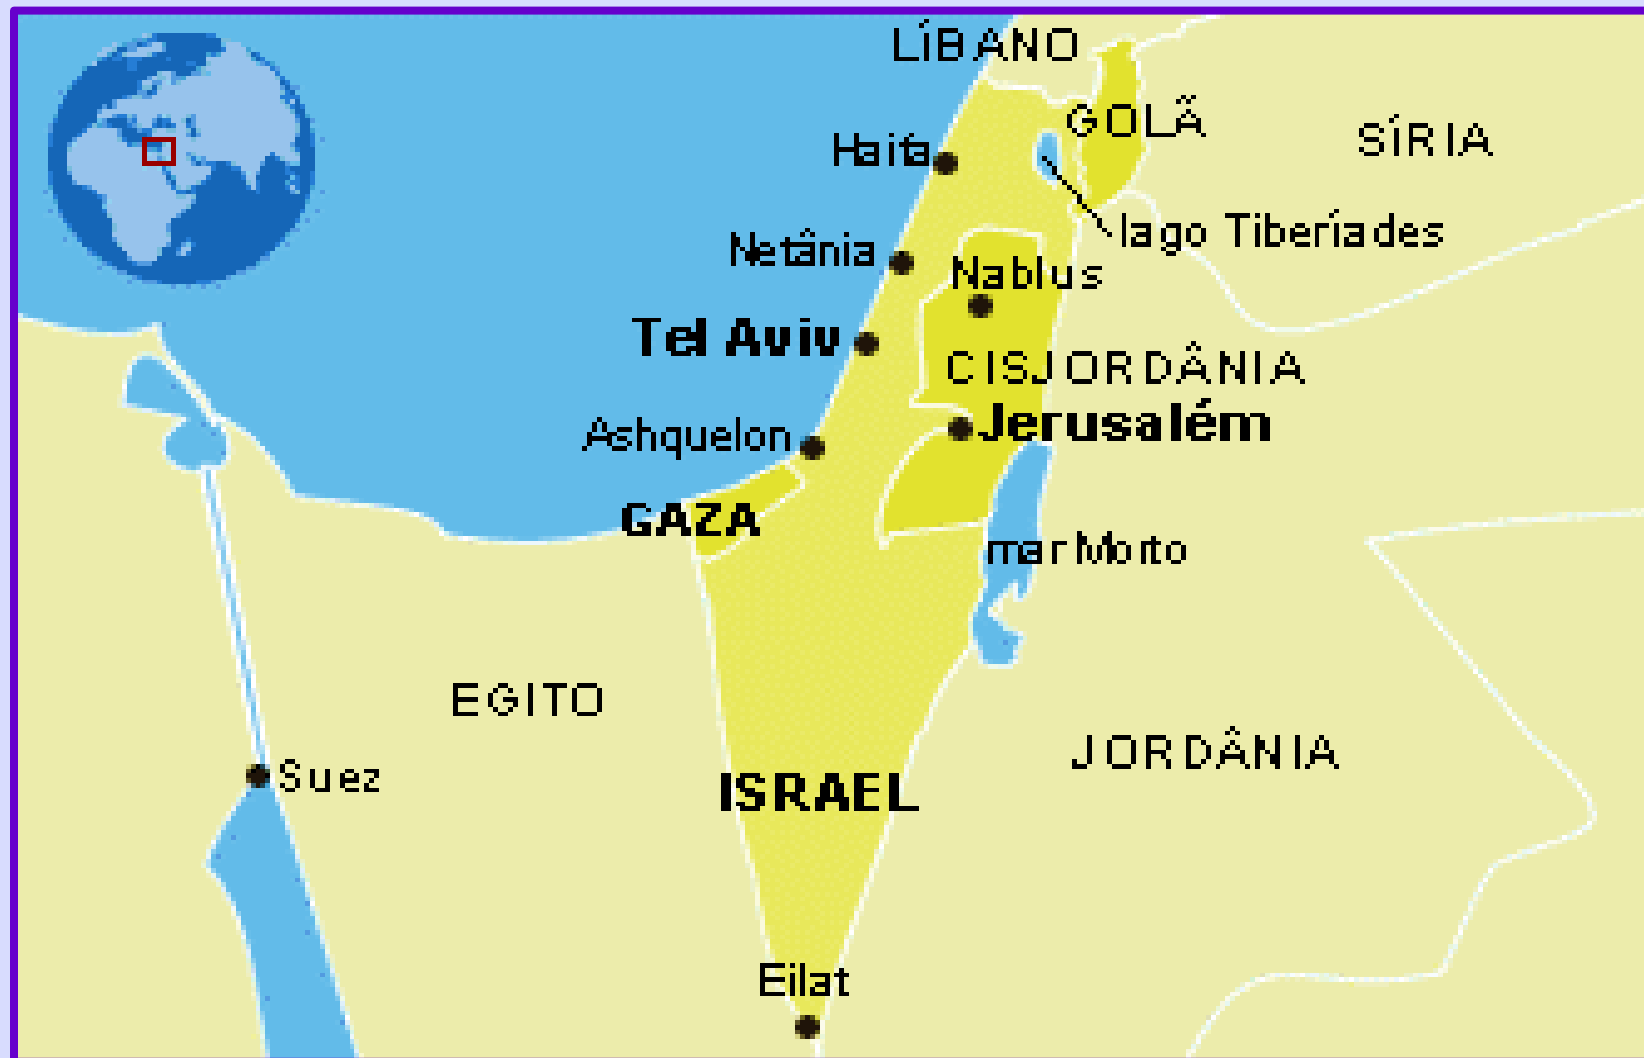 LÍBANO
GOLÃ
SÍRIA
Haifa
lago Tiberíades
Netânia
Nablus
Tel Aviv
CISJORDÂNIA
Jerusalém
Ashquelon
GAZA
mar Morto
EGITO
JORDÂNIA
Suez
ISRAEL
Eilat